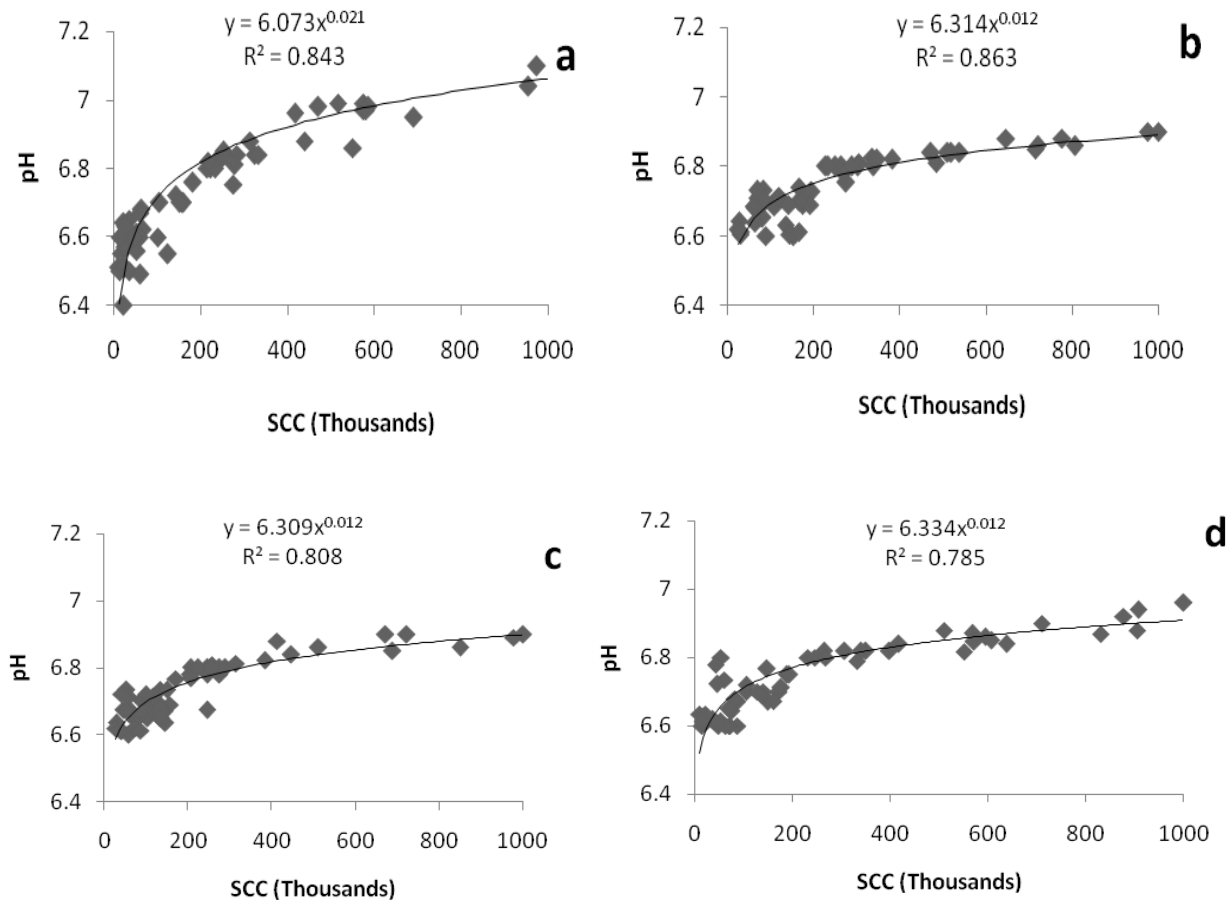 y = 6.073x^0.021
R² = 0.843
a
7.2
7
6.8
6.6
6.4
pH
0 200 400 600 800 1000
SCC (Thousands)
y = 6.314x^0.012
R² = 0.863
b
7.2
7
6.8
6.6
6.4
pH
0 200 400 600 800 1000
SCC (Thousands)
y = 6.309x^0.012
R² = 0.808
c
7.2
7
6.8
6.6
6.4
pH
0 200 400 600 800 1000
SCC (Thousands)
y = 6.334x^0.012
R² = 0.785
d
7.2
7
6.8
6.6
6.4
pH
0 200 400 600 800 1000
SCC (Thousands)